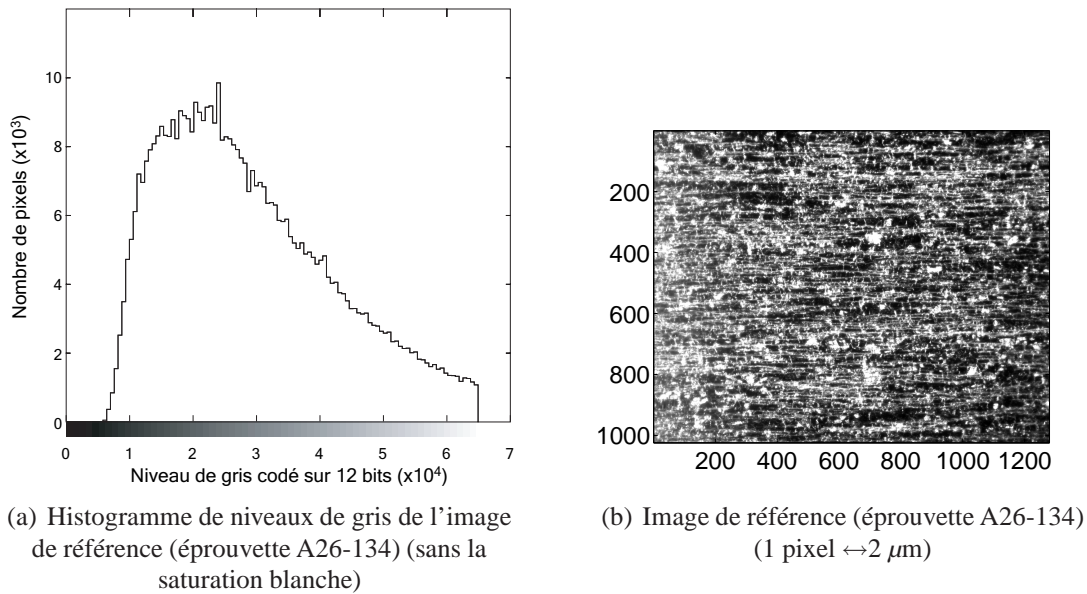 10
8
6
4
2
0
Nombre de pixels (x10³)
0 1 2 3 4 5 6 7
Niveau de gris codé sur 12 bits (x10⁴)
(a) Histogramme de niveaux de gris de l'image
de référence (éprouvette A26-134) (sans la
saturation blanche)
200
400
600
800
1000
200 400 600 800 1000 1200
(b) Image de référence (éprouvette A26-134)
(1 pixel ↔2 μm)